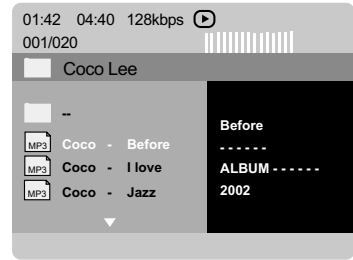 01:42 04:40 128kbps
001/020
Coco Lee
--
MP3 Coco - Before
MP3 Coco - I love
MP3 Coco - Jazz
Before
- - - - - -
ALBUM - - - - - -
2002